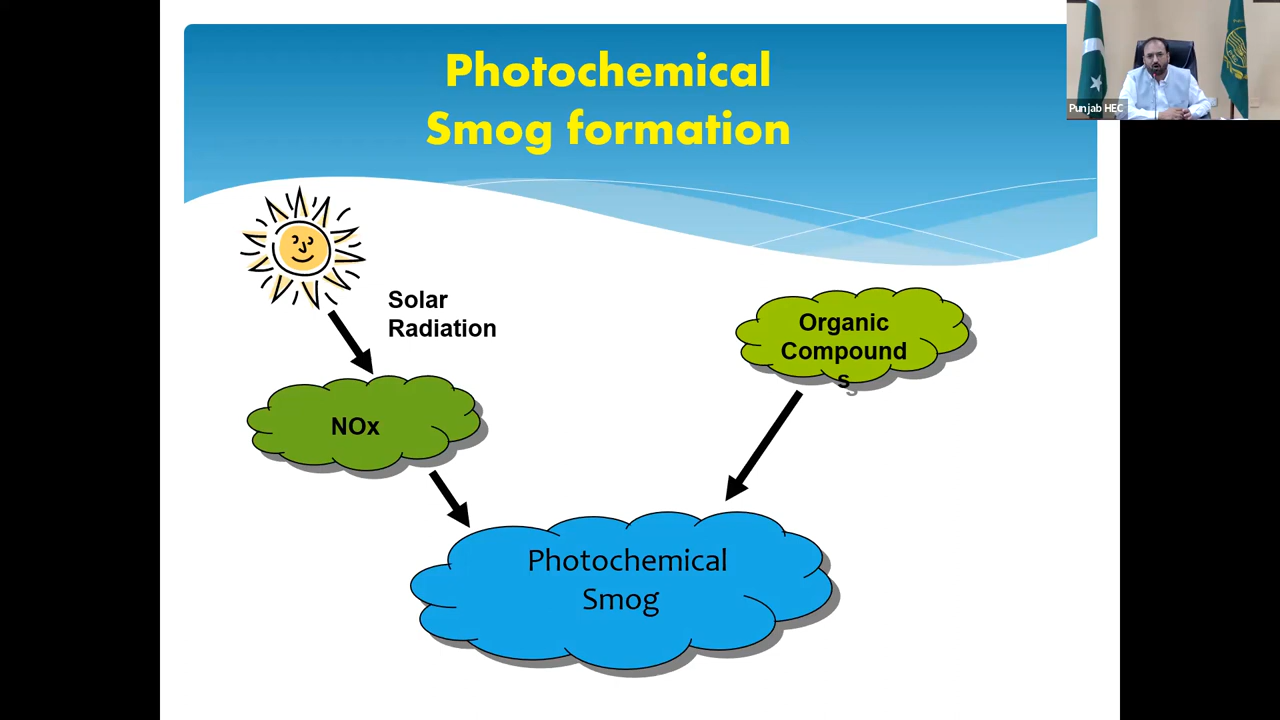 Photochemical
Smog formation
Punjab HEC
Solar
Radiation
Organic
Compound
s
NOx
Photochemical
Smog